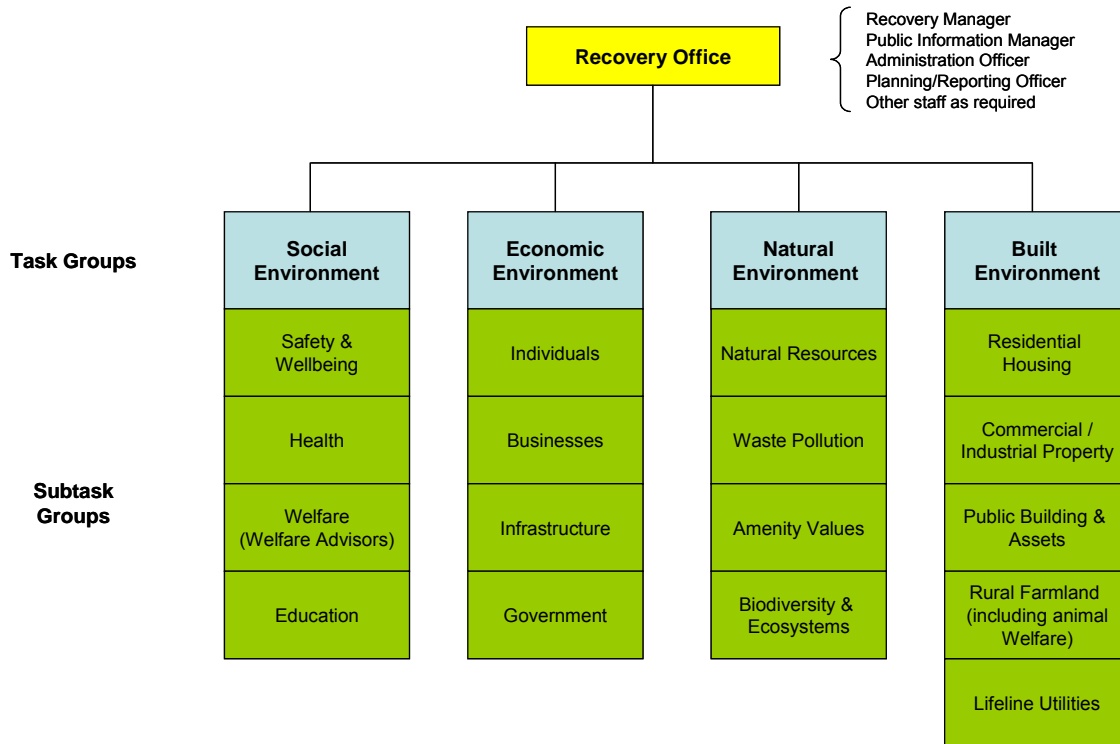 Recovery Office
Recovery Manager
Public Information Manager
Administration Officer
Planning/Reporting Officer
Other staff as required
Task Groups
Social
Environment
Economic
Environment
Natural
Environment
Built
Environment
Subtask
Groups
Safety &
Wellbeing
Health
Welfare
(Welfare Advisors)
Education
Individuals
Businesses
Infrastructure
Government
Natural Resources
Waste Pollution
Amenity Values
Biodiversity &
Ecosystems
Residential
Housing
Commercial /
Industrial Property
Public Building &
Assets
Rural Farmland
(including animal
Welfare)
Lifeline Utilities